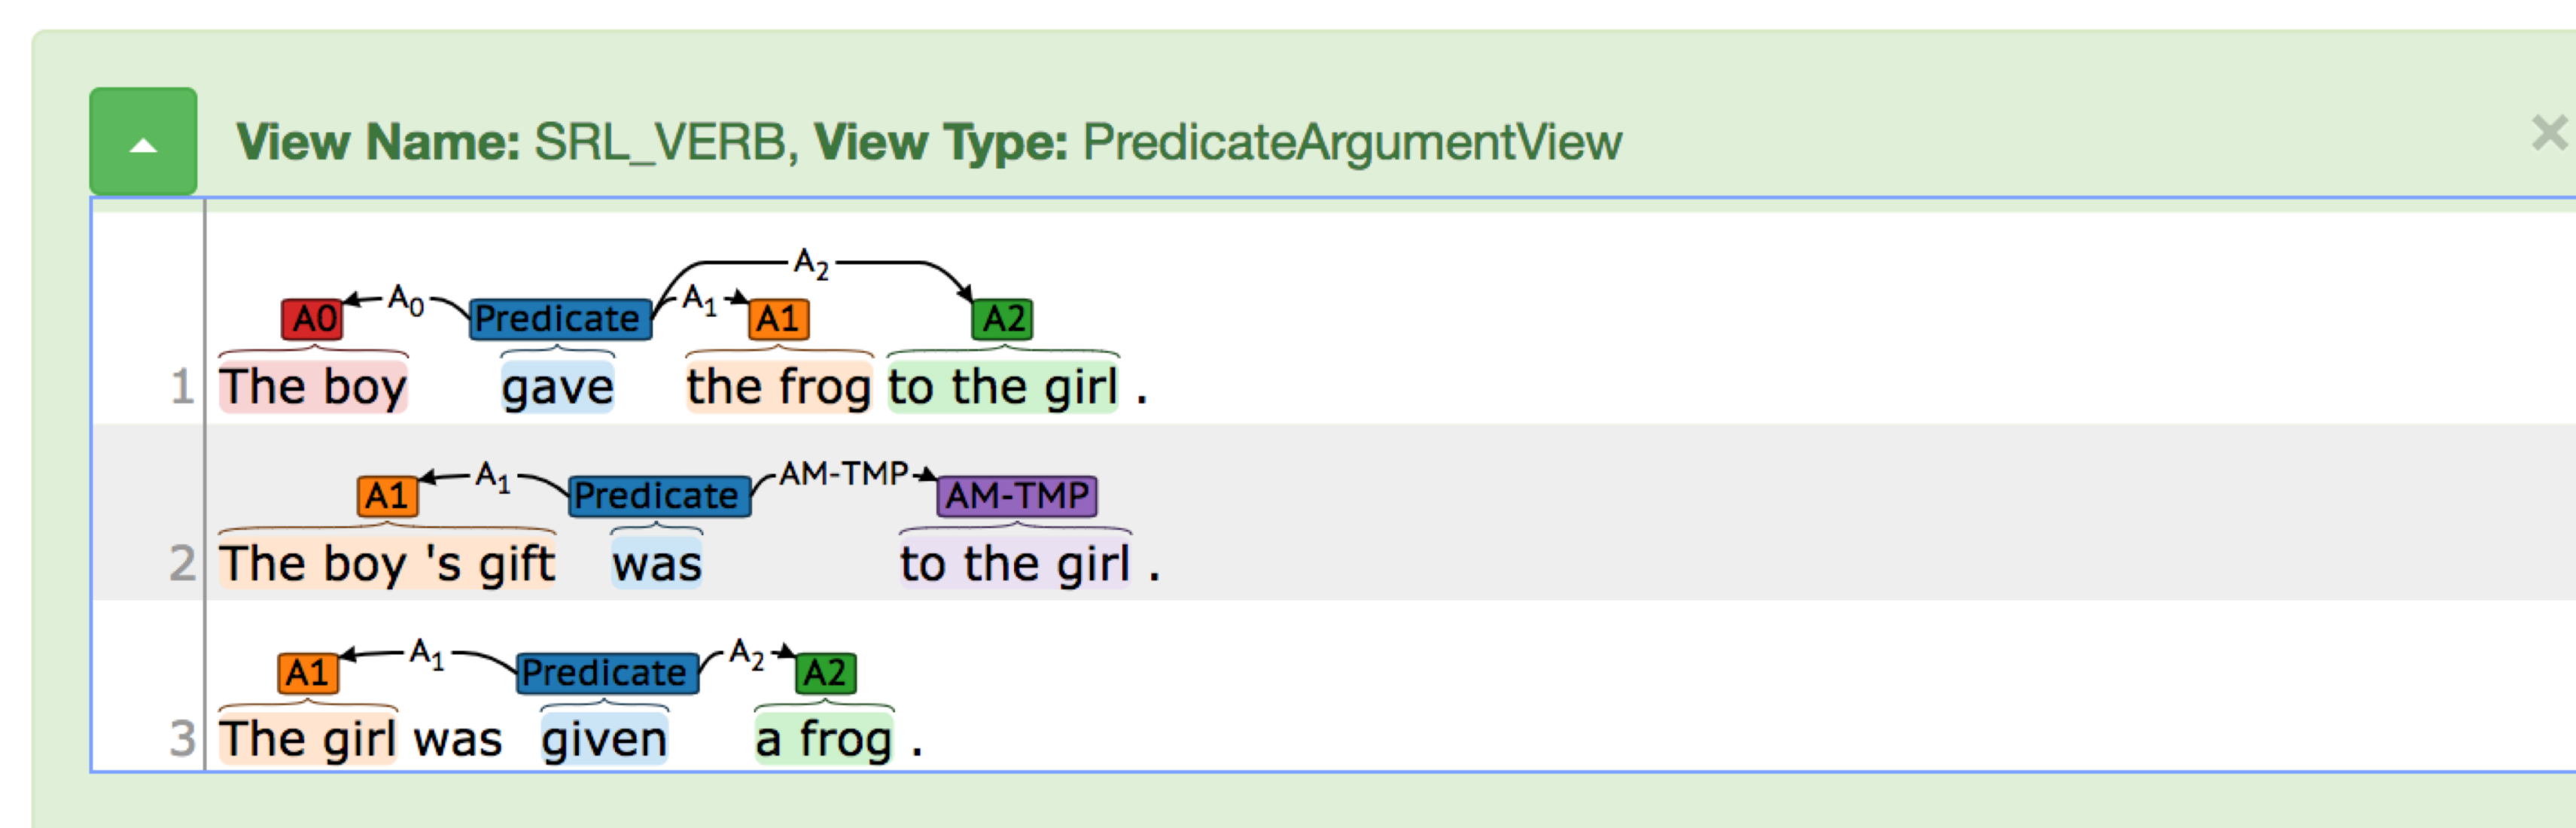 View Name: SRL_VERB, View Type: PredicateArgumentView ×
A2
A0 A0 Predicate A1 A1 A2
1 The boy gave the frog to the girl .
A1 A1 Predicate AM-TMP AM-TMP
2 The boy 's gift was to the girl .
A1 A1 Predicate A2 A2
3 The girl was given a frog .